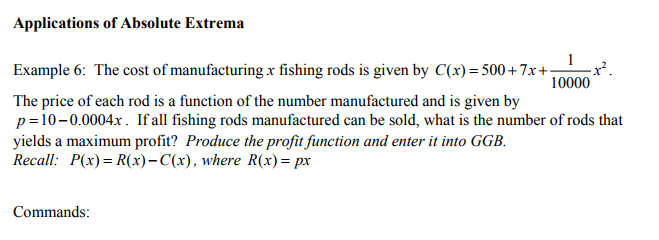 Applications of Absolute Extrema
Example 6: The cost of manufacturing x fishing rods is given by C(x) = 500 + 7x + \frac{1}{10000}x².
The price of each rod is a function of the number manufactured and is given by
p = 10 – 0.0004x. If all fishing rods manufactured can be sold, what is the number of rods that
yields a maximum profit? Produce the profit function and enter it into GGB.
Recall: P(x) = R(x) – C(x), where R(x) = px
Commands: